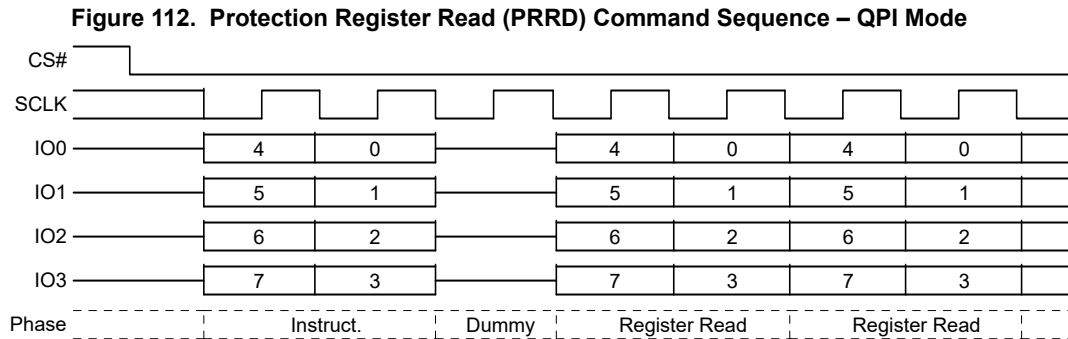 Figure 112. Protection Register Read (PRRD) Command Sequence – QPI Mode
CS#
SCLK
IO0 4 0 4 0 4 0
IO1 5 1 5 1 5 1
IO2 6 2 6 2 6 2
IO3 7 3 7 3 7 3
Phase Instruct. Dummy Register Read Register Read